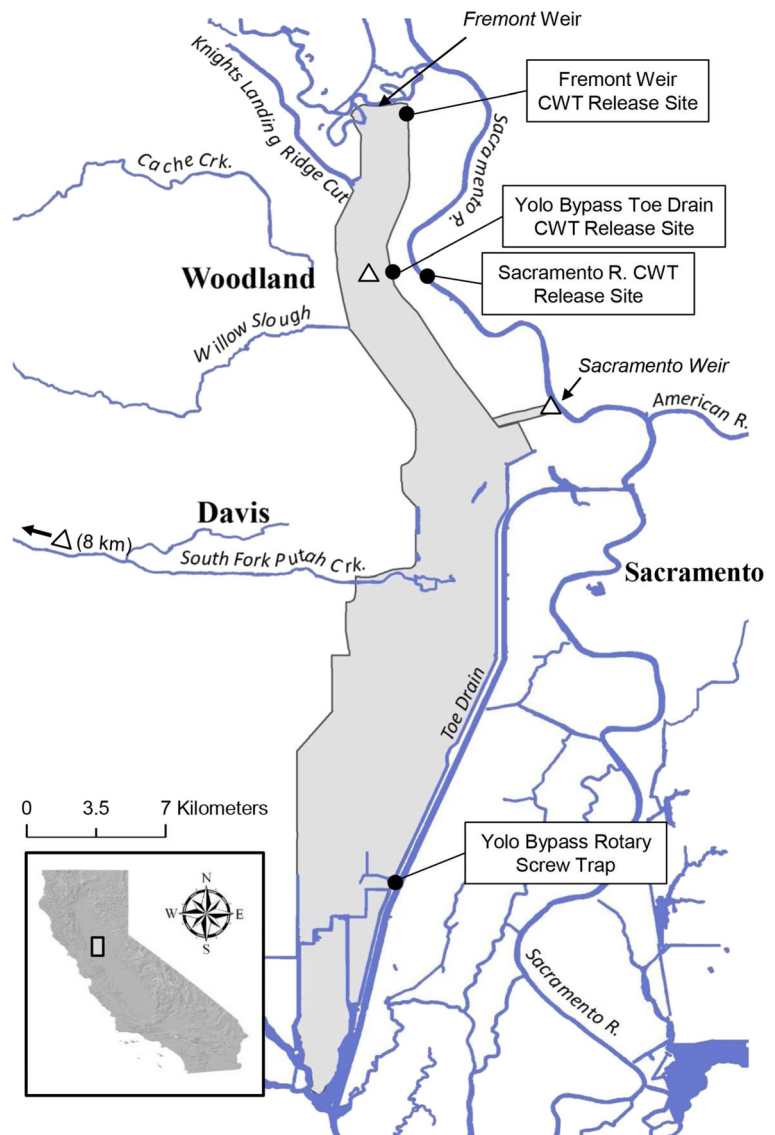 Fremont Weir
Fremont Weir
CWT Release Site
Knights Landing Ridge Cut
Sacramento R.
Cache Crk.
Yolo Bypass Toe Drain
CWT Release Site
Woodland
Sacramento R. CWT
Release Site
Willow Slough
Sacramento Weir
American R.
Davis
(8 km)
South Fork Putah Crk.
Sacramento
Toe Drain
0 3.5 7 Kilometers
Yolo Bypass Rotary
Screw Trap
N
W E
S
Sacramento R.